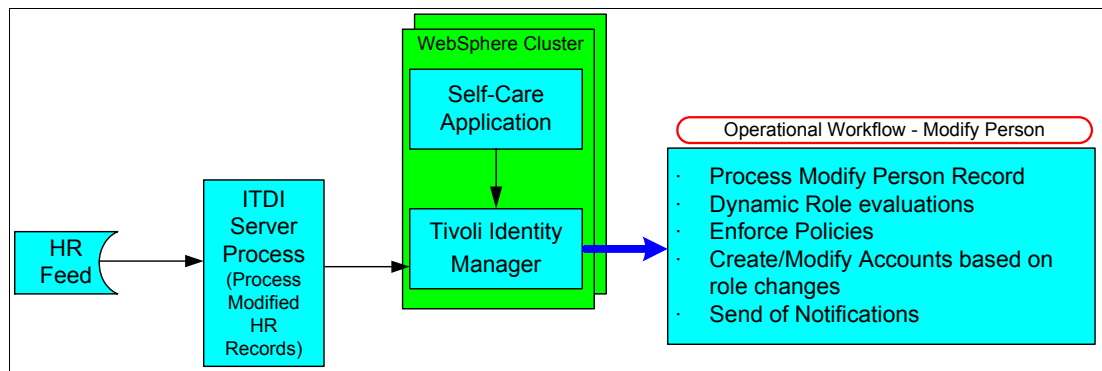 HR
Feed
ITDI
Server
Process
(Process
Modified
HR
Records)
WebSphere Cluster
Self-Care
Application
Tivoli Identity
Manager
Operational Workflow - Modify Person
· Process Modify Person Record
· Dynamic Role evaluations
· Enforce Policies
· Create/Modify Accounts based on
role changes
· Send of Notifications